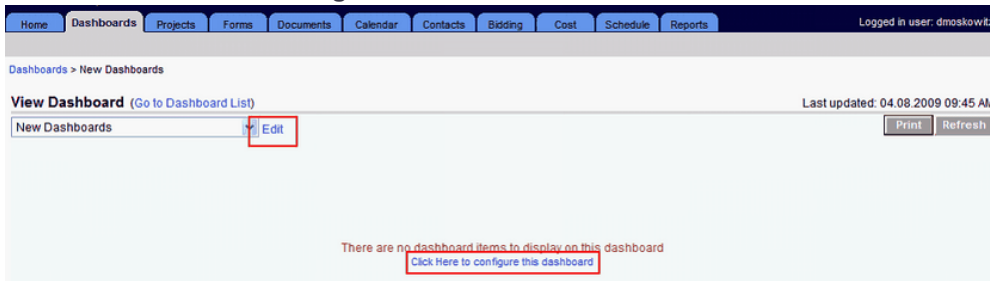 Home Dashboards Projects Forms Documents Calendar Contacts Bidding Cost Schedule Reports Logged in user: dmoskowitz
Dashboards > New Dashboards
View Dashboard (Go to Dashboard List) Last updated: 04.08.2009 09:45 AM
New Dashboards Edit Print Refresh
There are no dashboard items to display on this dashboard
Click Here to configure this dashboard